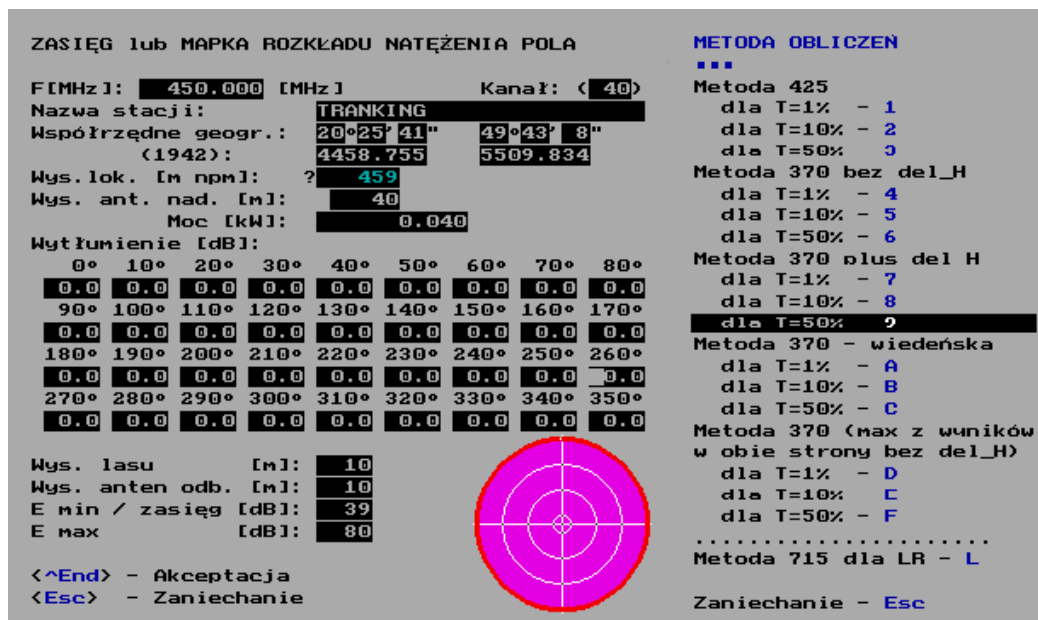 ZASIĘG lub MAPKA ROZKŁADU NATĘŻENIA POLA
F[MHz]: 450.000 [MHz] Kanał: ( 40)
Nazwa stacji: TRANKING
Współrzędne geogr.: 20°25' 41" 49°43' 8"
(1942): 4458.755 5509.834
Wys.lok. [m npm]: ? 459
Wys. ant. nad. [m]: 40
Moc [kW]: 0.040
Wytłumienie [dB]:
0° 10° 20° 30° 40° 50° 60° 70° 80°
0.0 0.0 0.0 0.0 0.0 0.0 0.0 0.0 0.0
90° 100° 110° 120° 130° 140° 150° 160° 170°
0.0 0.0 0.0 0.0 0.0 0.0 0.0 0.0 0.0
180° 190° 200° 210° 220° 230° 240° 250° 260°
0.0 0.0 0.0 0.0 0.0 0.0 0.0 0.0 0.0
270° 280° 290° 300° 310° 320° 330° 340° 350°
0.0 0.0 0.0 0.0 0.0 0.0 0.0 0.0 0.0
Wys. lasu [m]: 10
Wys. anten odb. [m]: 10
E min / zasięg [dB]: 39
E max [dB]: 80
<^End> - Akceptacja
<Esc> - Zaniechanie
METODA OBLICZEŃ
Metoda 425
dla T=1% - 1
dla T=10% - 2
dla T=50% 3
Metoda 370 bez del_H
dla T=1% - 4
dla T=10% - 5
dla T=50% - 6
Metoda 370 plus del H
dla T=1% - 7
dla T=10% - 8
dla T=50% 9
Metoda 370 - wiedeńska
dla T=1% - A
dla T=10% - B
dla T=50% - C
Metoda 370 (max z wyników
w obie strony bez del_H)
dla T=1% - D
dla T=10% E
dla T=50% - F
.......................
Metoda 715 dla LR - L
Zaniechanie - Esc